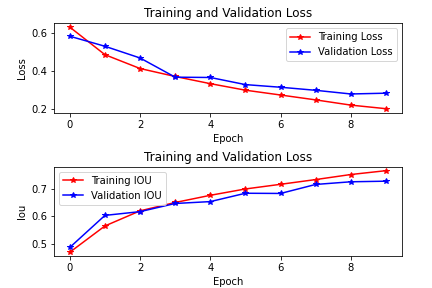 Training and Validation Loss
Loss
0.6
0.4
0.2
Training Loss
Validation Loss
0 2 4 6 8
Epoch
Training and Validation Loss
Iou
0.7
0.6
0.5
Training IOU
Validation IOU
0 2 4 6 8
Epoch